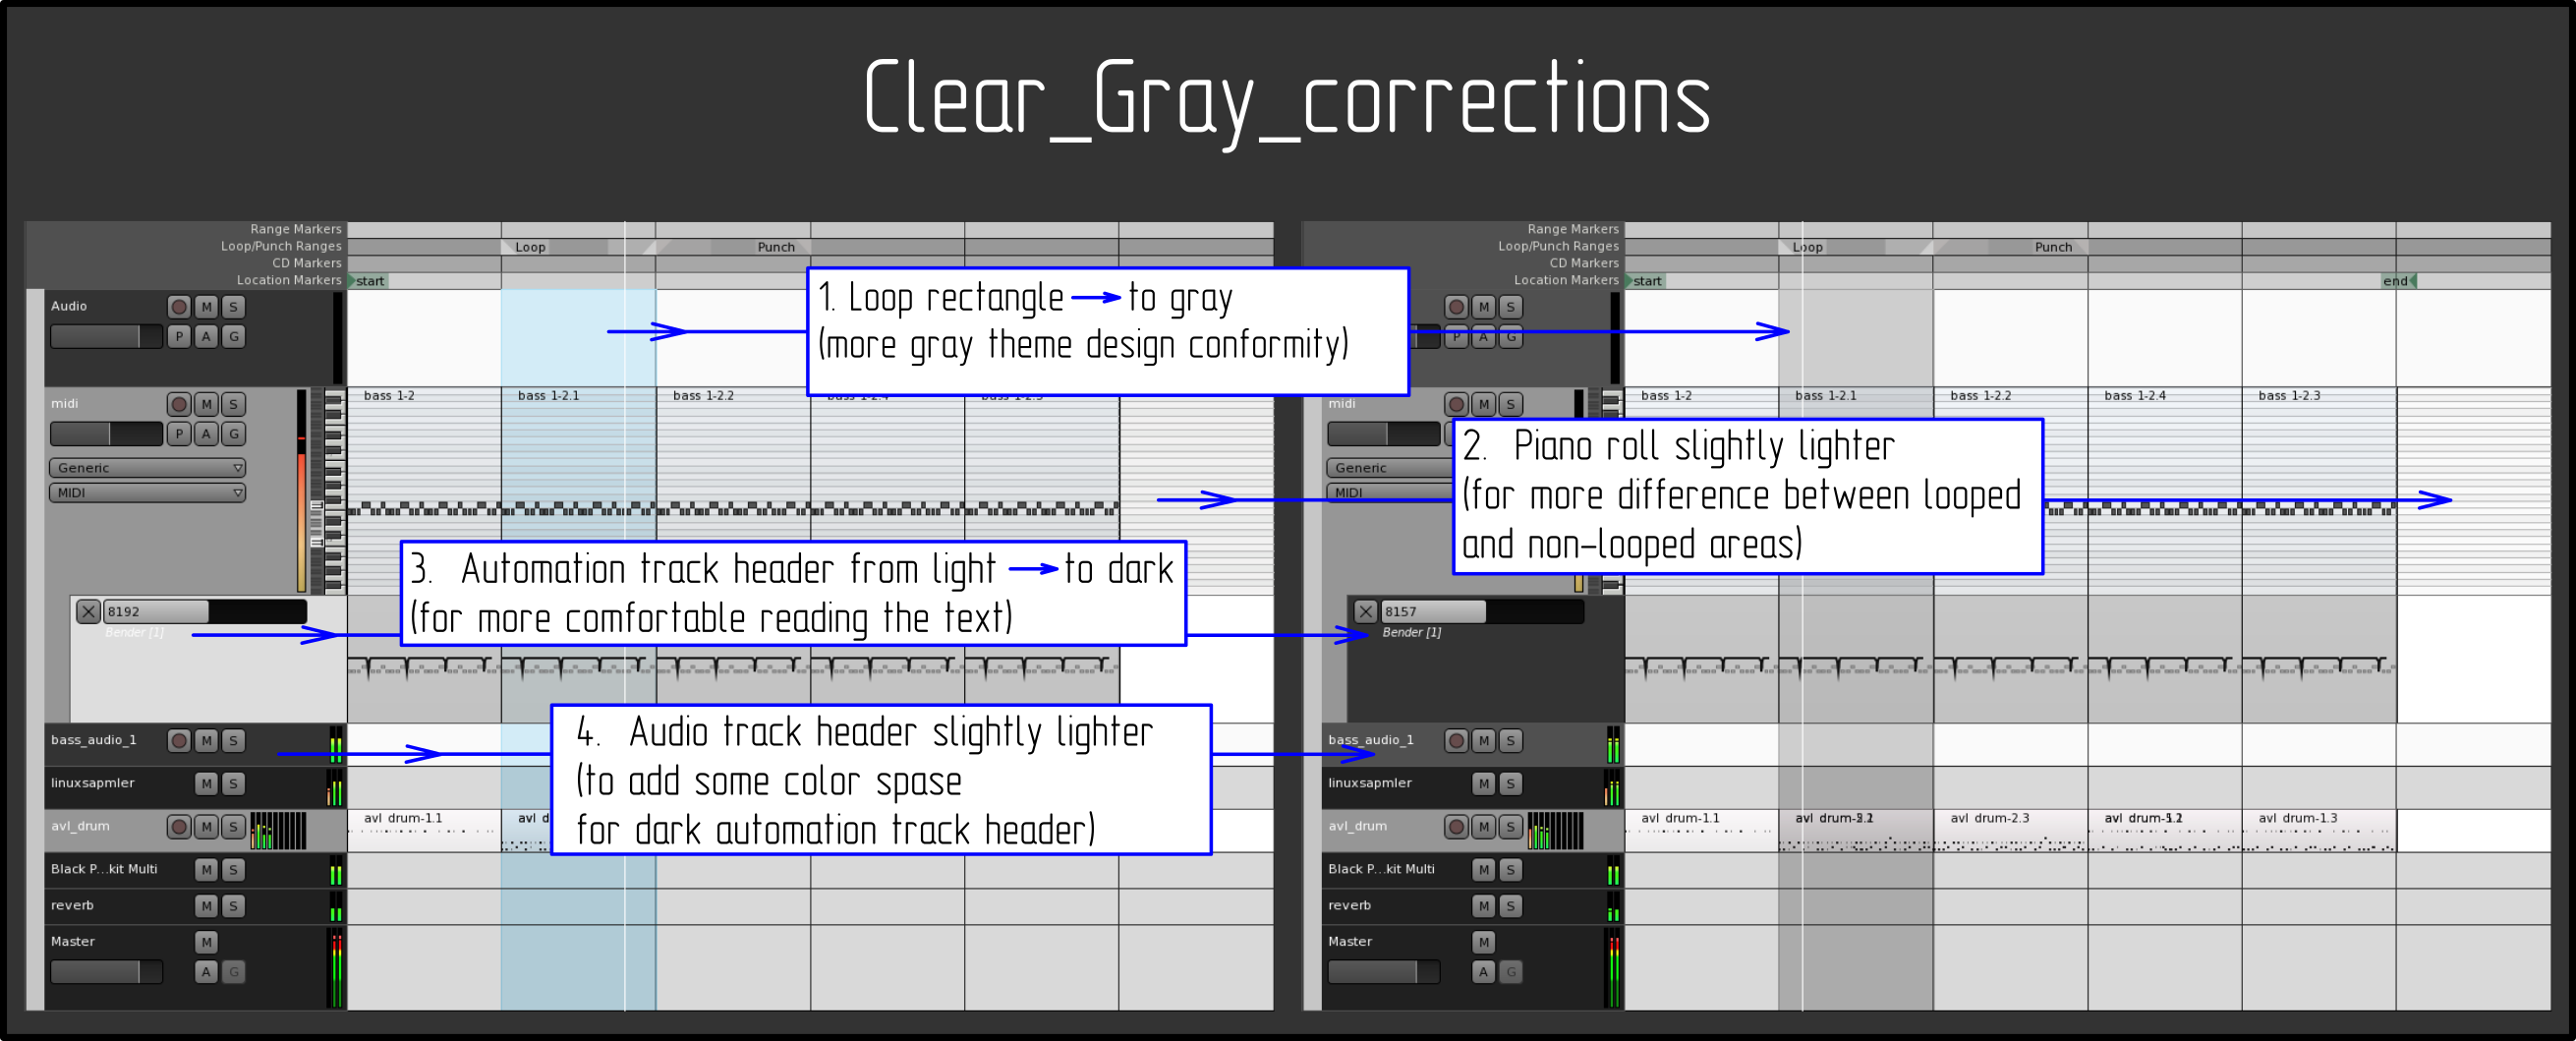 Clear_Gray_corrections
Range Markers
Loop/Punch Ranges
CD Markers
Location Markers
Loop
Punch
start
Audio
M S
P A G
midi
M S
P A G
Generic
MIDI
bass 1-2
bass 1-2.1
bass 1-2.2
8192
Bender [1]
bass_audio_1
M S
linuxsapmler
M S
avl_drum
M S
avl drum-1.1
avl d
Black P...kit Multi
M S
reverb
M S
Master
M
A G
1. Loop rectangle → to gray
(more gray theme design conformity)
2. Piano roll slightly lighter
(for more difference between looped
and non-looped areas)
3. Automation track header from light → to dark
(for more comfortable reading the text)
4. Audio track header slightly lighter
(to add some color spase
for dark automation track header)
Range Markers
Loop/Punch Ranges
CD Markers
Location Markers
Loop
Punch
start
end
M S
P A G
midi
M S
Generic
MIDI
bass 1-2
bass 1-2.1
bass 1-2.2
bass 1-2.4
bass 1-2.3
8157
Bender [1]
bass_audio_1
M S
linuxsapmler
M S
avl_drum
M S
avl drum-1.1
avl
avl drum-2.3
avl
avl drum-1.3
Black P...kit Multi
M S
reverb
M S
Master
M
A G